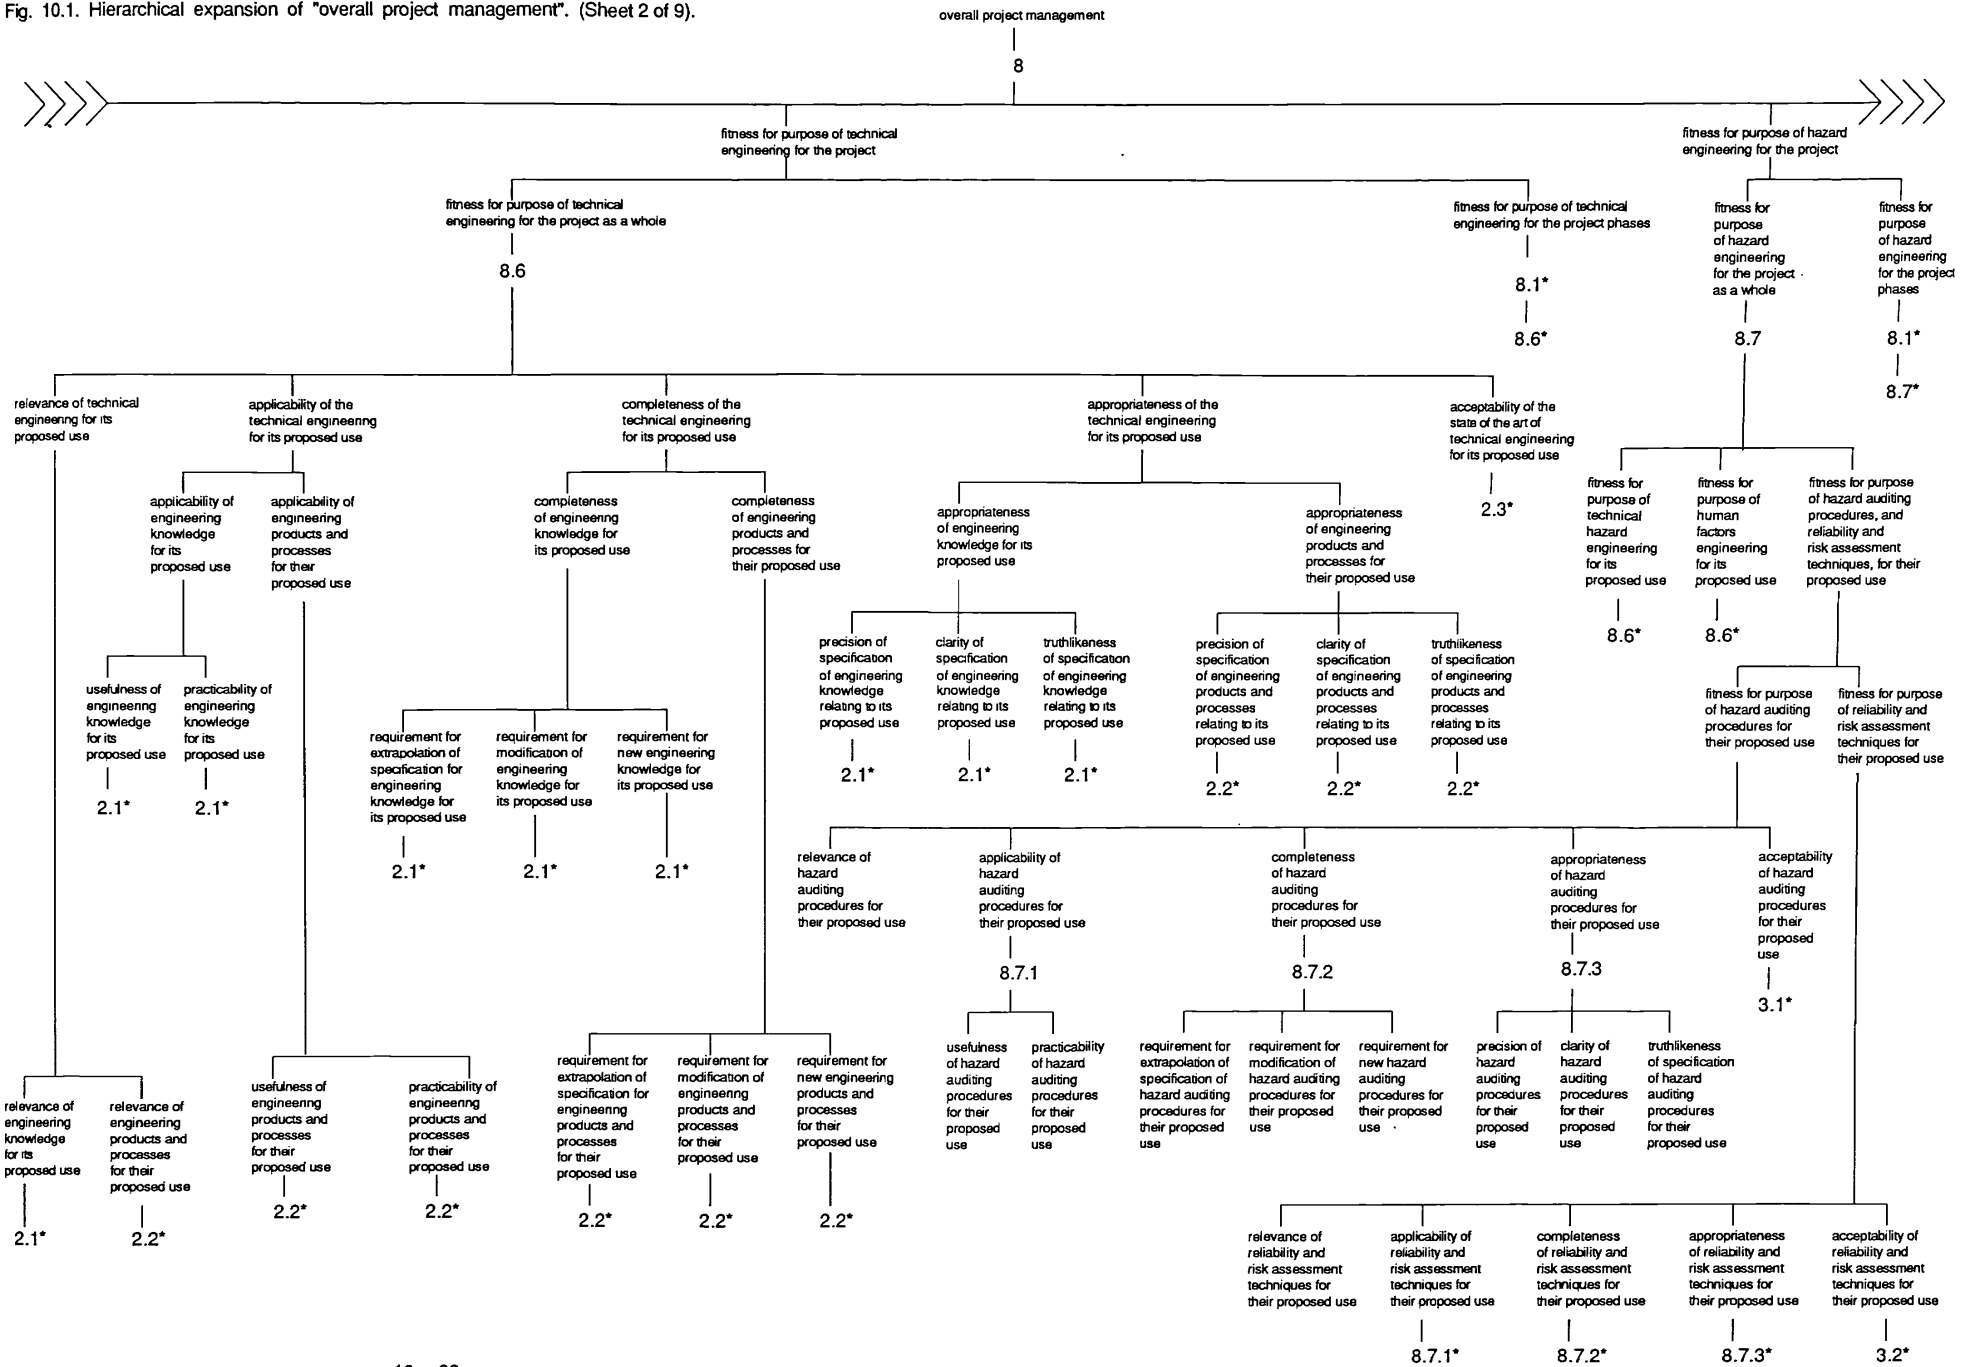 Fig. 10.1. Hierarchical expansion of "overall project management". (Sheet 2 of 9).
overall project management
8
fitness for purpose of technical
engineering for the project
fitness for purpose of hazard
engineering for the project
fitness for purpose of technical
engineering for the project as a whole
8.6
fitness for purpose of technical
engineering for the project phases
8.1*
8.6*
fitness for
purpose
of hazard
engineering
for the project
as a whole
8.7
fitness for
purpose
of hazard
engineering
for the project
phases
8.1*
8.7*
relevance of technical
engineering for its
proposed use
applicability of the
technical engineering
for its proposed use
completeness of the
technical engineering
for its proposed use
appropriateness of the
technical engineering
for its proposed use
acceptability of the
state of the art of
technical engineering
for its proposed use
2.3*
applicability of
engineering
knowledge
for its
proposed use
applicability of
engineering
products and
processes
for their
proposed use
completeness
of engineering
knowledge for
its proposed use
completeness
of engineering
products and
processes for
their proposed use
appropriateness
of engineering
knowledge for its
proposed use
appropriateness
of engineering
products and
processes for
their proposed use
fitness for
purpose of
technical
hazard
engineering
for its
proposed use
8.6*
fitness for
purpose of
human
factors
engineering
for its
proposed use
8.6*
fitness for purpose
of hazard auditing
procedures, and
reliability and
risk assessment
techniques, for their
proposed use
usefulness of
engineering
knowledge
for its
proposed use
2.1*
practicability of
engineering
knowledge
for its
proposed use
2.1*
requirement for
extrapolation of
specification for
engineering
knowledge for
its proposed use
2.1*
requirement for
modification of
engineering
knowledge for
its proposed use
2.1*
requirement for
new engineering
knowledge for
its proposed use
2.1*
precision of
specification
of engineering
knowledge
relating to its
proposed use
2.1*
clarity of
specification
of engineering
knowledge
relating to its
proposed use
2.1*
truthlikeness
of specification
of engineering
knowledge
relating to its
proposed use
2.1*
precision of
specification
of engineering
products and
processes
relating to its
proposed use
2.2*
clarity of
specification
of engineering
products and
processes
relating to its
proposed use
2.2*
truthlikeness
of specification
of engineering
products and
processes
relating to its
proposed use
2.2*
fitness for purpose
of hazard auditing
procedures for
their proposed use
fitness for purpose
of reliability and
risk assessment
techniques for
their proposed use
relevance of
hazard
auditing
procedures for
their proposed use
applicability of
hazard
auditing
procedures for
their proposed use
8.7.1
completeness
of hazard
auditing
procedures for
their proposed use
8.7.2
appropriateness
of hazard
auditing
procedures for
their proposed use
8.7.3
acceptability
of hazard
auditing
procedures
for their
proposed
use
3.1*
relevance of
engineering
knowledge
for its
proposed use
2.1*
relevance of
engineering
products and
processes
for their
proposed use
2.2*
usefulness of
engineering
products and
processes
for their
proposed use
2.2*
practicability of
engineering
products and
processes
for their
proposed use
2.2*
requirement for
extrapolation of
specification for
engineering
products and
processes
for their
proposed use
2.2*
requirement for
modification of
engineering
products and
processes
for their
proposed use
2.2*
requirement for
new engineering
products and
processes
for their
proposed use
2.2*
usefulness
of hazard
auditing
procedures
for their
proposed
use
practicability
of hazard
auditing
procedures
for their
proposed
use
requirement for
extrapolation of
specification of
hazard auditing
procedures for
their proposed
use
requirement for
modification of
hazard auditing
procedures for
their proposed
use
requirement for
new hazard
auditing
procedures for
their proposed
use
precision of
hazard
auditing
procedures
for their
proposed
use
clarity of
hazard
auditing
procedures
for their
proposed
use
truthlikeness
of specification
of hazard
auditing
procedures
for their
proposed use
relevance of
reliability and
risk assessment
techniques for
their proposed use
applicability of
reliability and
risk assessment
techniques for
their proposed use
8.7.1*
completeness
of reliability and
risk assessment
techniques for
their proposed use
8.7.2*
appropriateness
of reliability and
risk assessment
techniques for
their proposed use
8.7.3*
acceptability of
reliability and
risk assessment
techniques for
their proposed use
3.2*